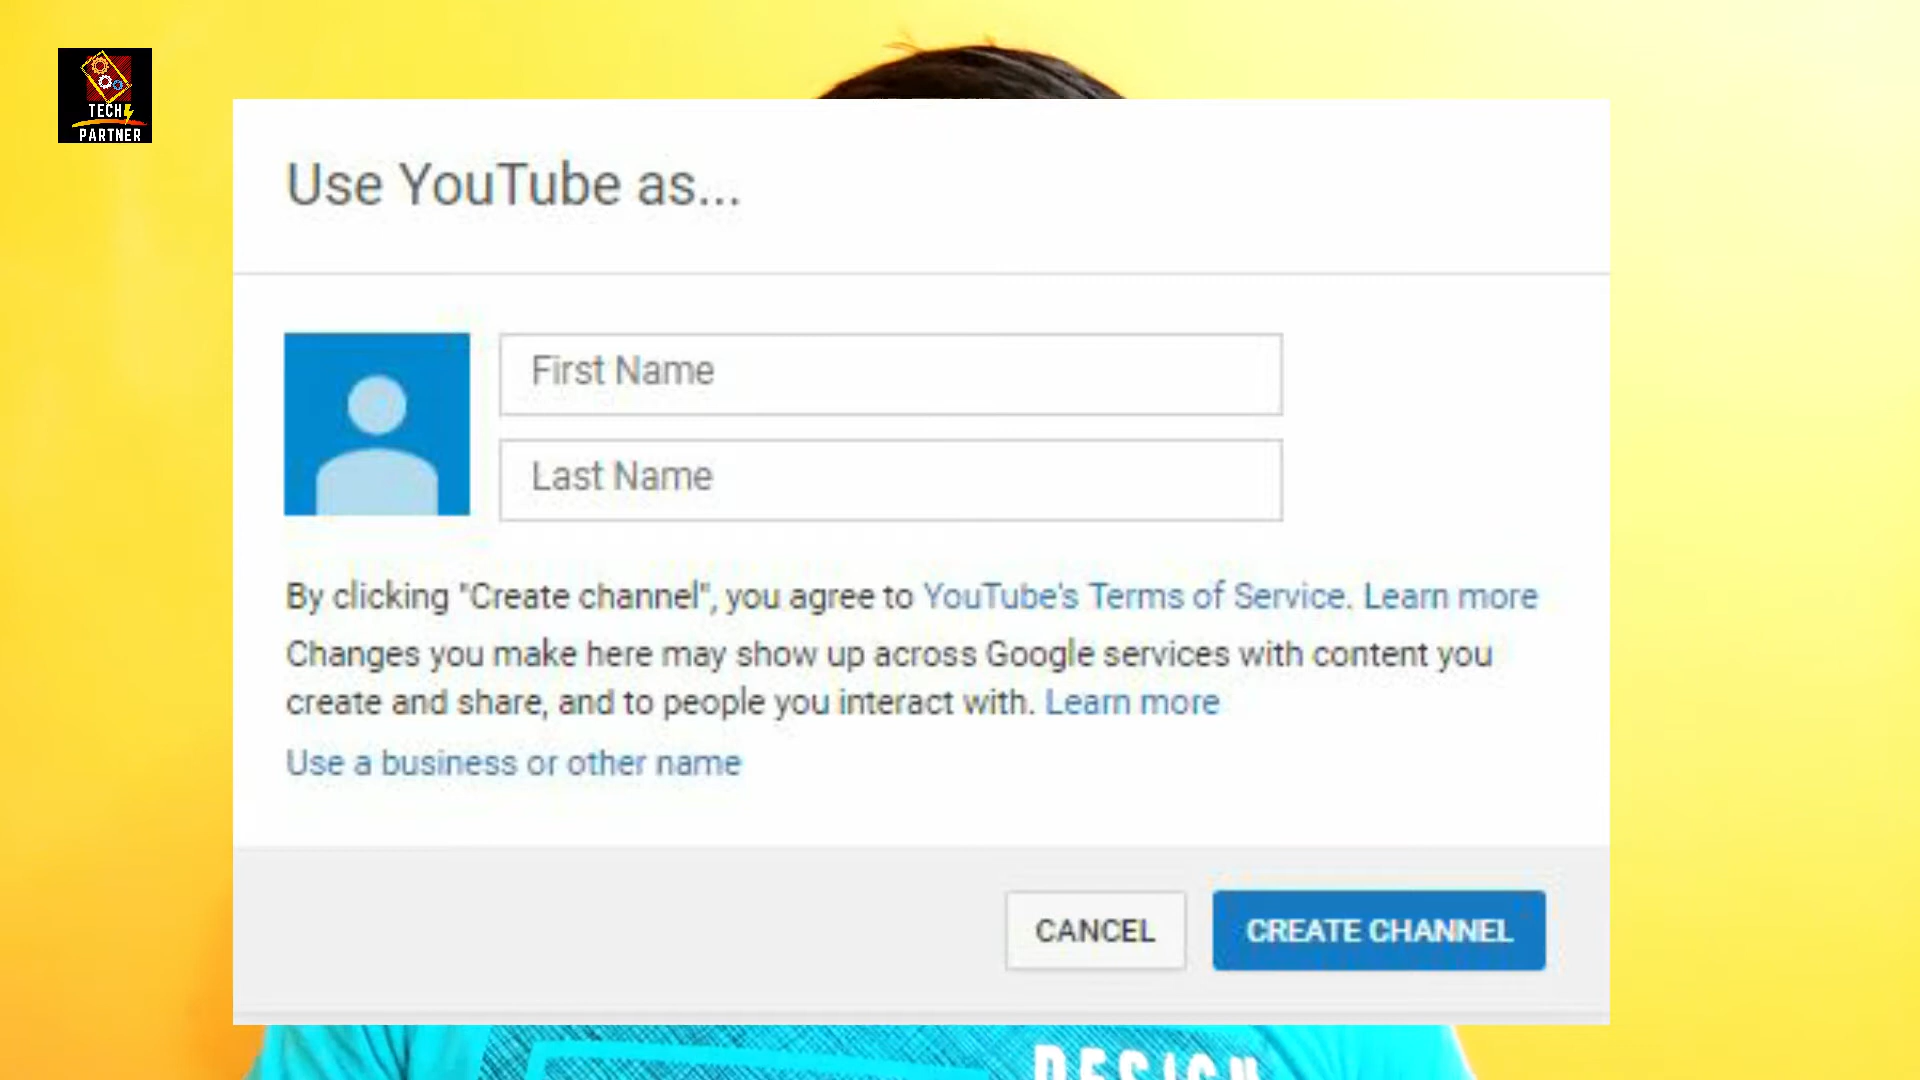 TECH
PARTNER
Use YouTube as...
First Name
Last Name
By clicking "Create channel", you agree to YouTube's Terms of Service. Learn more
Changes you make here may show up across Google services with content you
create and share, and to people you interact with. Learn more
Use a business or other name
CANCEL
CREATE CHANNEL
DESIGN